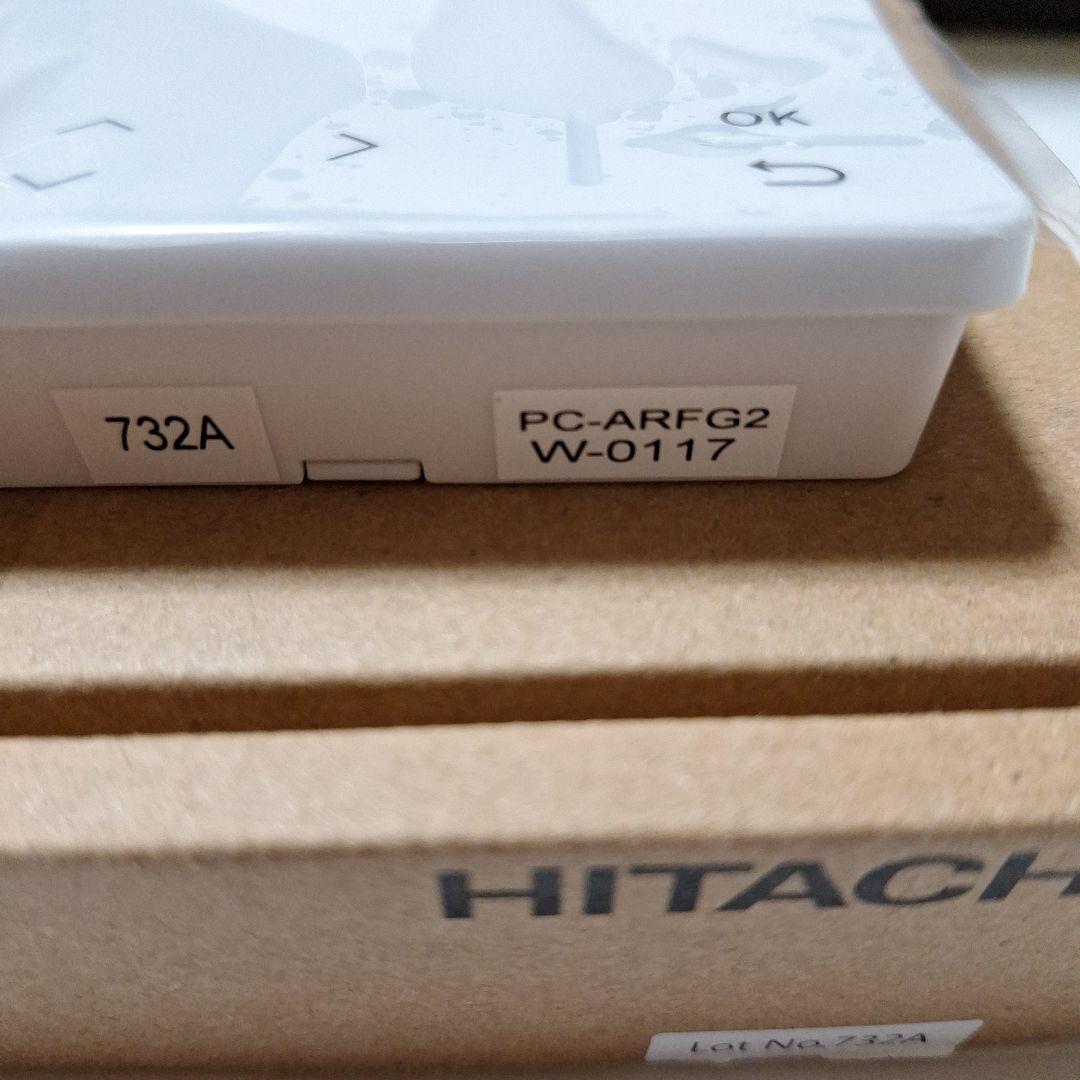 OK
732A
PC-ARFG2
W-0117
HITACH
Lot No. 732A